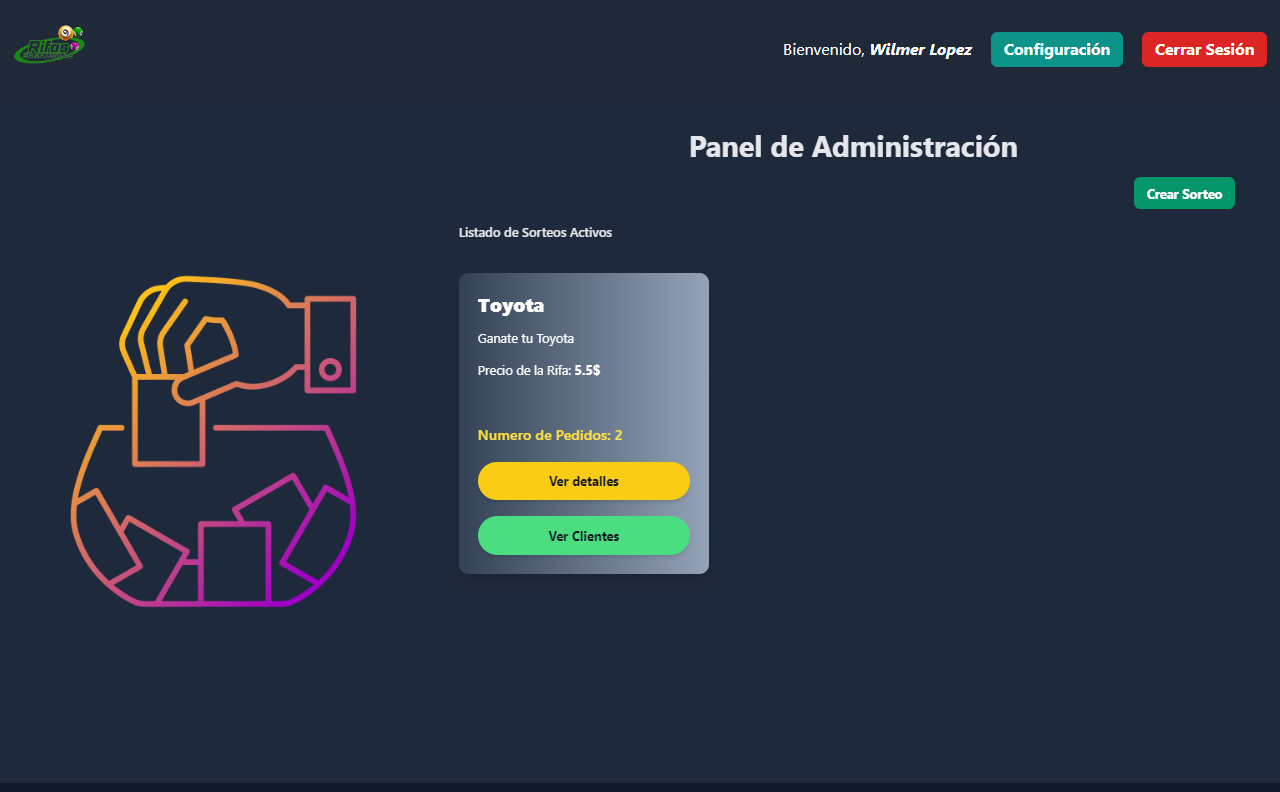 Rifas
Bienvenido, Wilmer Lopez
Configuración
Cerrar Sesión
Panel de Administración
Crear Sorteo
Listado de Sorteos Activos
Toyota
Ganate tu Toyota
Precio de la Rifa: 5.5$
Numero de Pedidos: 2
Ver detalles
Ver Clientes